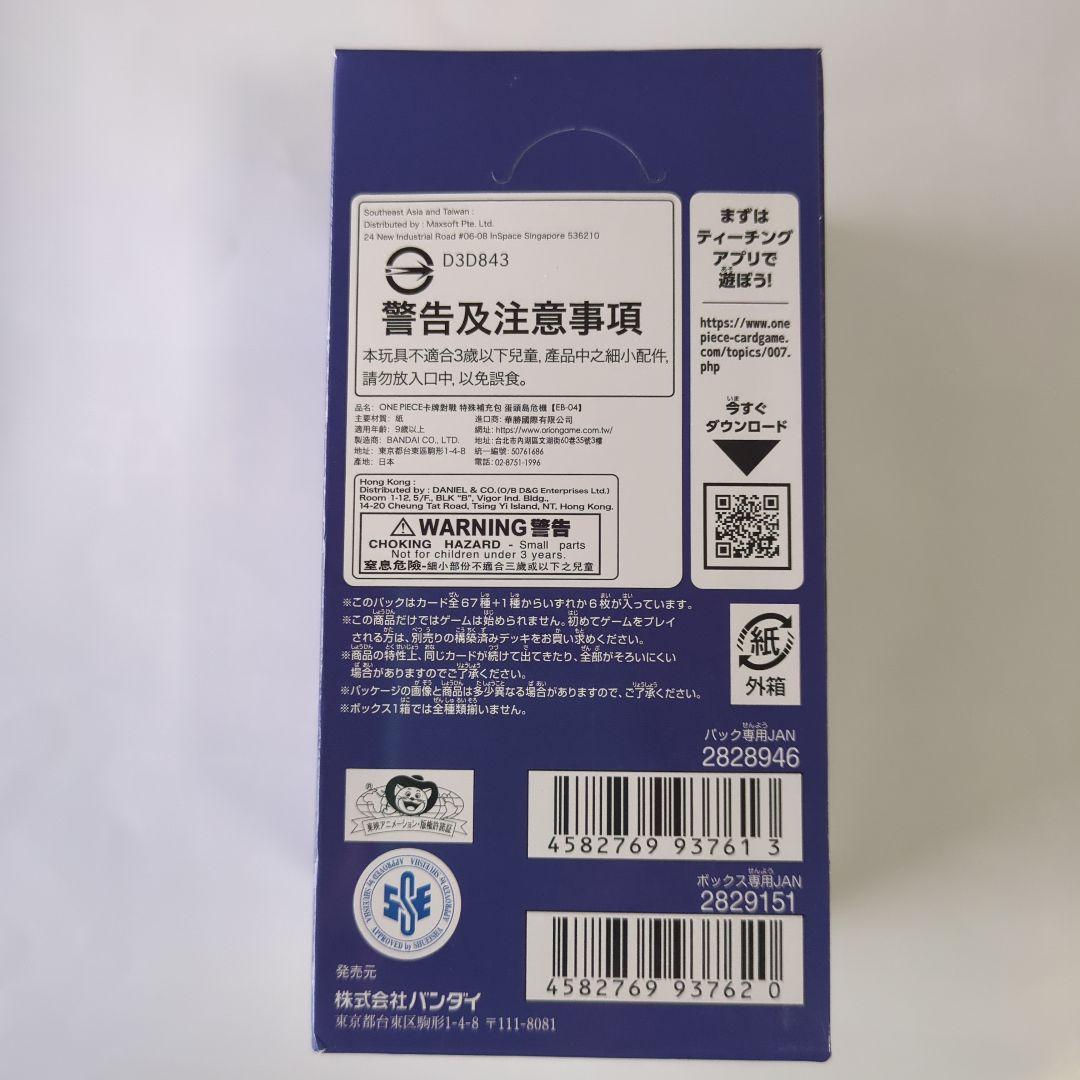 Southeast Asia and Taiwan :
Distributed by : Maxsoft Pte. Ltd.
24 New Industrial Road #06-08 InSpace Singapore 536210
D3D843
警告及注意事項
本玩具不適合3歲以下兒童, 產品中之細小配件,
請勿放入口中, 以免誤食。
品名: ONE PIECE卡牌對戰 特殊補充包 蛋頭島危機【EB-04】
主要材質: 紙 進口商: 華勝國際有限公司
適用年齡: 9歲以上 網址: https://www.oriongame.com.tw/
製造商: BANDAI CO., LTD. 地址: 台北市內湖區文湖街60巷35號3樓
地址: 東京都台東區駒形1-4-8 統一編號: 50761686
產地: 日本 電話: 02-8751-1996
Hong Kong :
Distributed by : DANIEL & CO.(O/B D&G Enterprises Ltd.)
Room 1-12, 5/F., BLK “B”, Vigor Ind. Bldg.,
14-20 Cheung Tat Road, Tsing Yi Island, NT, Hong Kong.
WARNING 警告
CHOKING HAZARD - Small parts
Not for children under 3 years.
窒息危險-細小部份不適合三歲或以下之兒童
まずは
ティーチング
アプリで
遊ぼう!
https://www.one
piece-cardgame.
com/topics/007.
php
今すぐ
ダウンロード
※このパックはカード全67種+1種からいずれか6枚が入っています。
※この商品だけではゲームは始められません。初めてゲームをプレイ
される方は、別売りの構築済みデッキをお買い求めください。
※商品の特性上、同じカードが続けて出てきたり、全部がそろいにくい
場合がありますのでご了承ください。
※パッケージの画像と商品は多少異なる場合がありますので、ご了承ください。
※ボックス1箱では全種類揃いません。
紙
外箱
パック専用JAN
2828946
4582769 93761 3
ボックス専用JAN
2829151
4582769 93762 0
東映アニメーション・版権許諾証
APPROVED by SHUEISHA
発売元
株式会社バンダイ
東京都台東区駒形1-4-8 〒111-8081